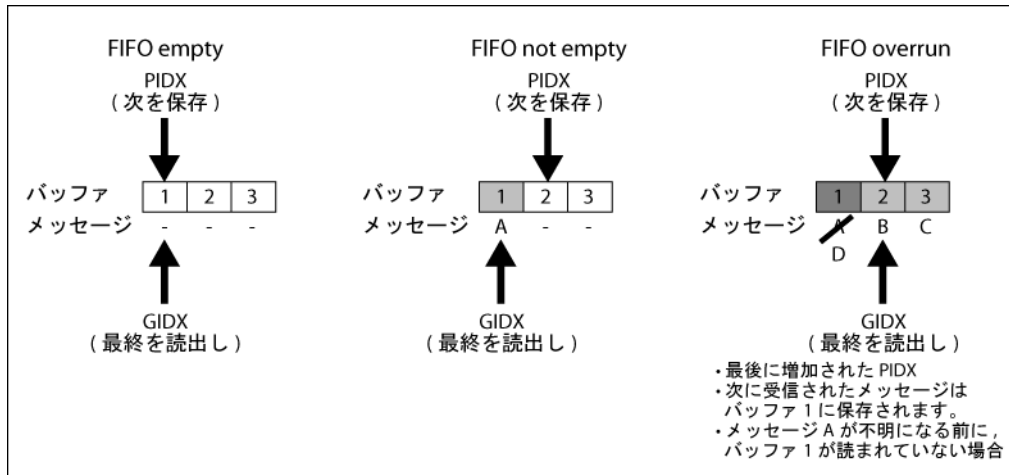 FIFO empty
PIDX
( 次を保存 )
バッファ 1 2 3
メッセージ - - -
GIDX
( 最終を読出し )
FIFO not empty
PIDX
( 次を保存 )
バッファ 1 2 3
メッセージ A - -
GIDX
( 最終を読出し )
FIFO overrun
PIDX
( 次を保存 )
バッファ 1 2 3
メッセージ A B C
D
GIDX
( 最終を読出し )
・最後に増加された PIDX
・次に受信されたメッセージは
バッファ 1 に保存されます。
・メッセージ A が不明になる前に ,
バッファ 1 が読まれていない場合